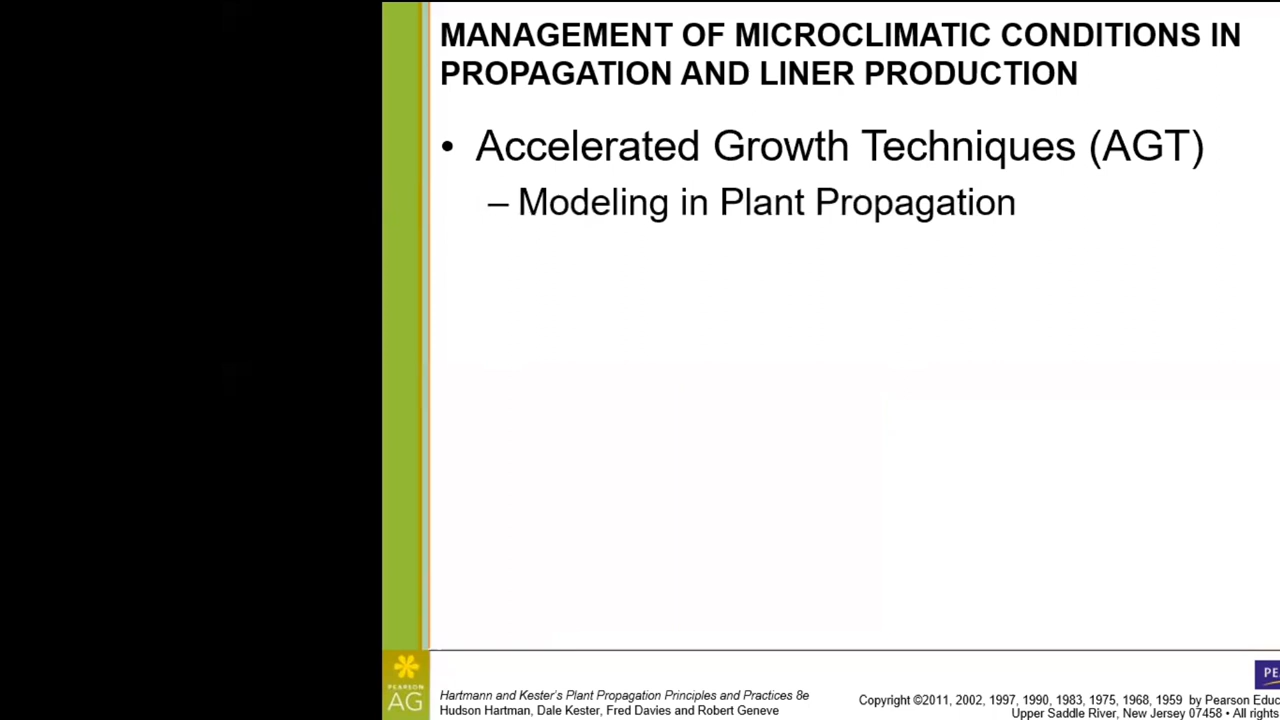 MANAGEMENT OF MICROCLIMATIC CONDITIONS IN
PROPAGATION AND LINER PRODUCTION
• Accelerated Growth Techniques (AGT)
– Modeling in Plant Propagation
PEARSON
AG
Hartmann and Kester's Plant Propagation Principles and Practices 8e
Hudson Hartman, Dale Kester, Fred Davies and Robert Geneve
PE
Copyright ©2011, 2002, 1997, 1990, 1983, 1975, 1968, 1959 by Pearson Educ
Upper Saddle River, New Jersey 07458 • All rights